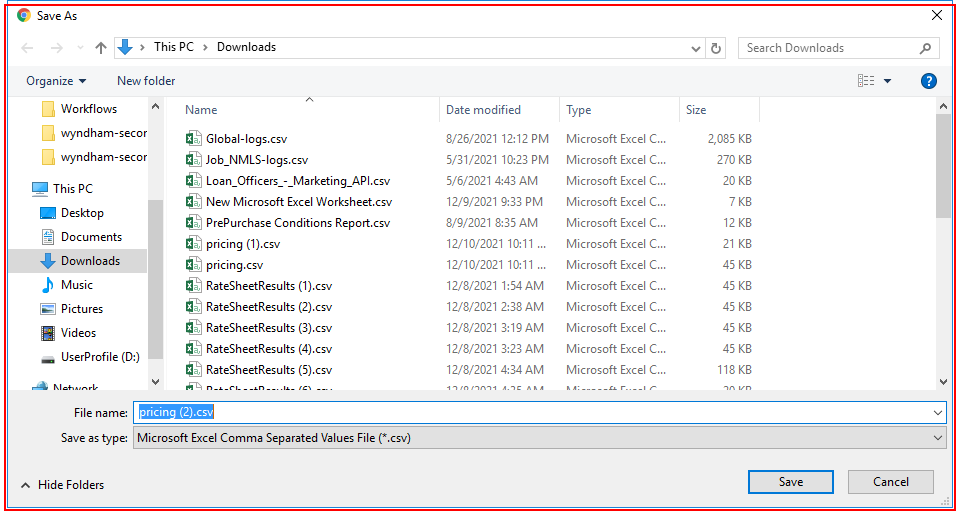 Save As
This PC > Downloads
Search Downloads
Organize
New folder
Workflows
wyndham-secor
wyndham-secor
This PC
Desktop
Documents
Downloads
Music
Pictures
Videos
UserProfile (D:)
Network
Name Date modified Type Size
Global-logs.csv 8/26/2021 12:12 PM Microsoft Excel C... 2,085 KB
Job_NMLS-logs.csv 5/31/2021 10:23 PM Microsoft Excel C... 270 KB
Loan_Officers_-_Marketing_API.csv 5/6/2021 4:43 AM Microsoft Excel C... 20 KB
New Microsoft Excel Worksheet.csv 12/9/2021 9:33 PM Microsoft Excel C... 7 KB
PrePurchase Conditions Report.csv 8/9/2021 8:35 AM Microsoft Excel C... 12 KB
pricing (1).csv 12/10/2021 10:11 ... Microsoft Excel C... 21 KB
pricing.csv 12/10/2021 10:11 ... Microsoft Excel C... 45 KB
RateSheetResults (1).csv 12/8/2021 1:54 AM Microsoft Excel C... 45 KB
RateSheetResults (2).csv 12/8/2021 2:38 AM Microsoft Excel C... 45 KB
RateSheetResults (3).csv 12/8/2021 3:19 AM Microsoft Excel C... 45 KB
RateSheetResults (4).csv 12/8/2021 3:23 AM Microsoft Excel C... 45 KB
RateSheetResults (5).csv 12/8/2021 4:34 AM Microsoft Excel C... 118 KB
File name: pricing (2).csv
Save as type: Microsoft Excel Comma Separated Values File (*.csv)
Hide Folders
Save
Cancel